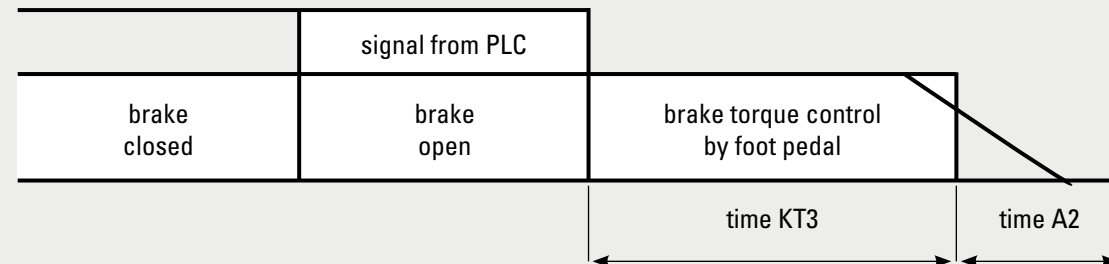 signal from PLC
brake
closed
brake
open
brake torque control
by foot pedal
time KT3
time A2